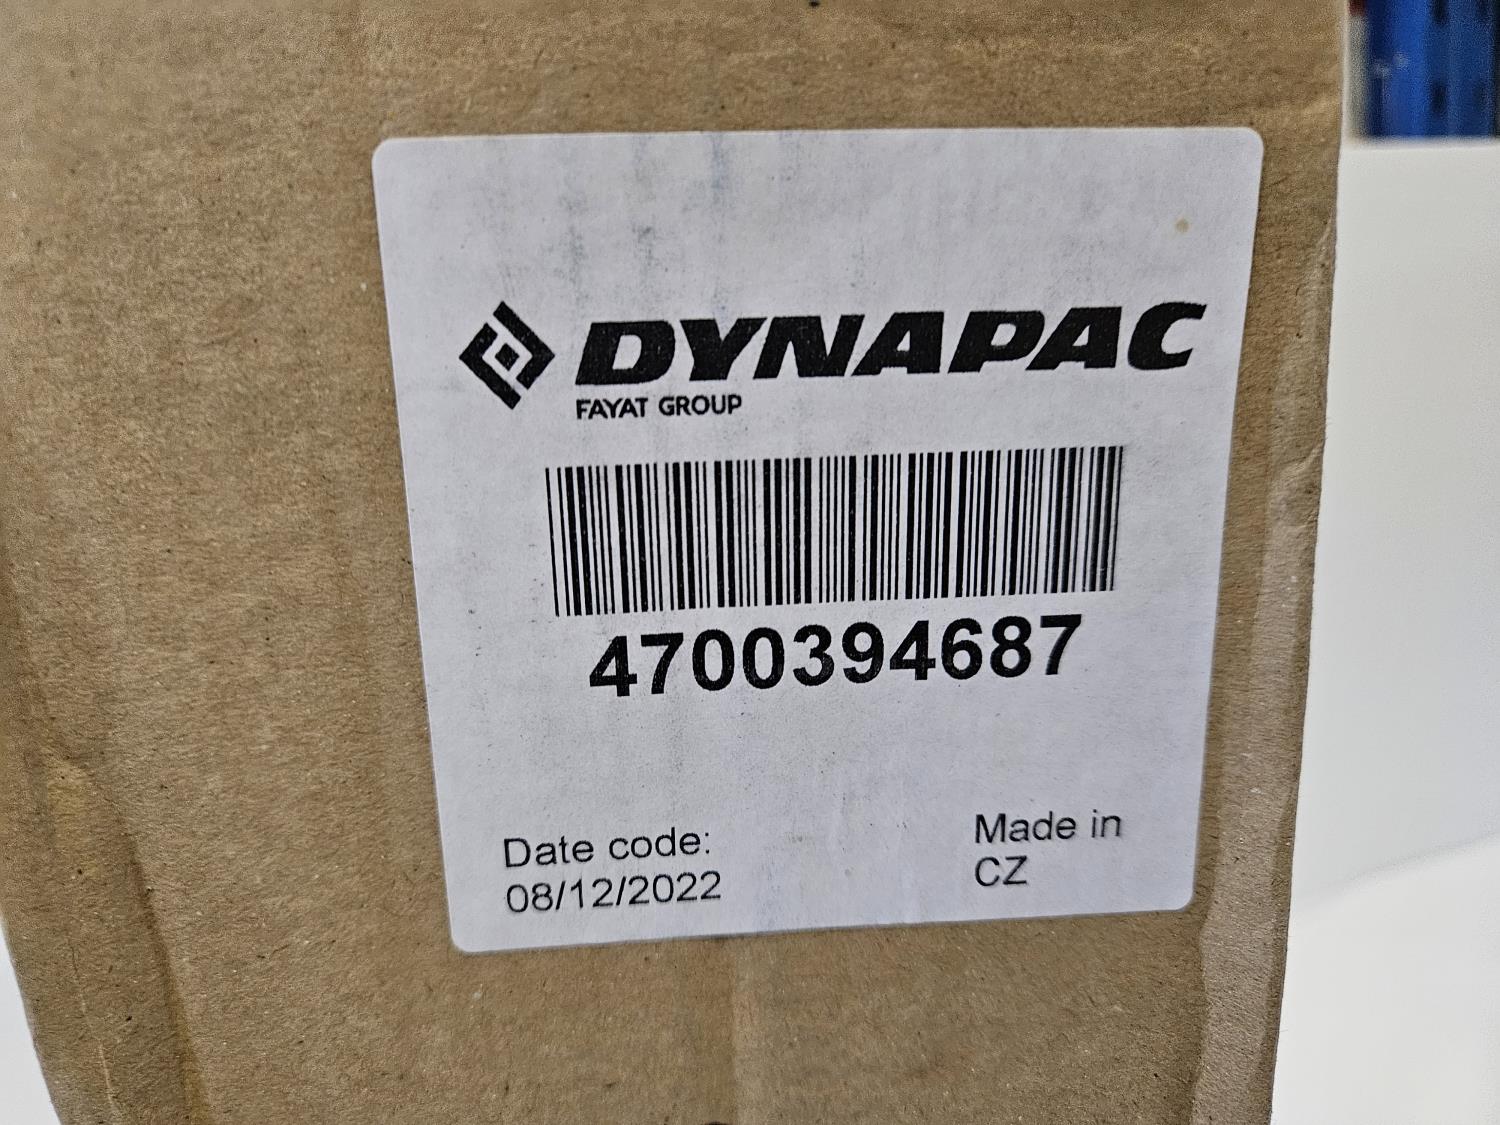 DYNAPAC
FAYAT GROUP
4700394687
Date code:
08/12/2022
Made in
CZ